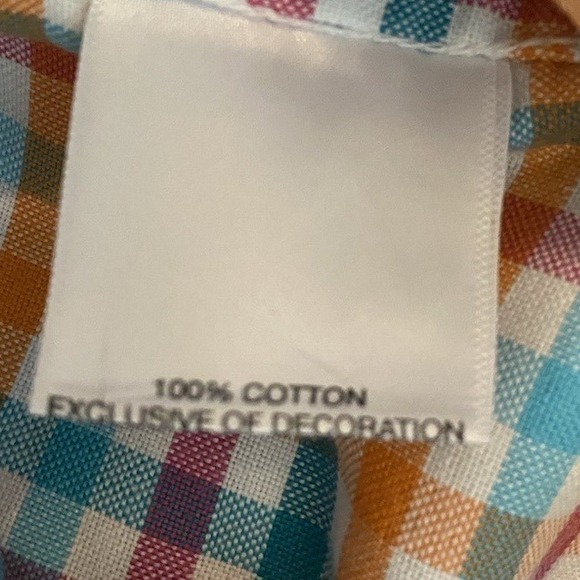 100% COTTON
EXCLUSIVE OF DECORATION